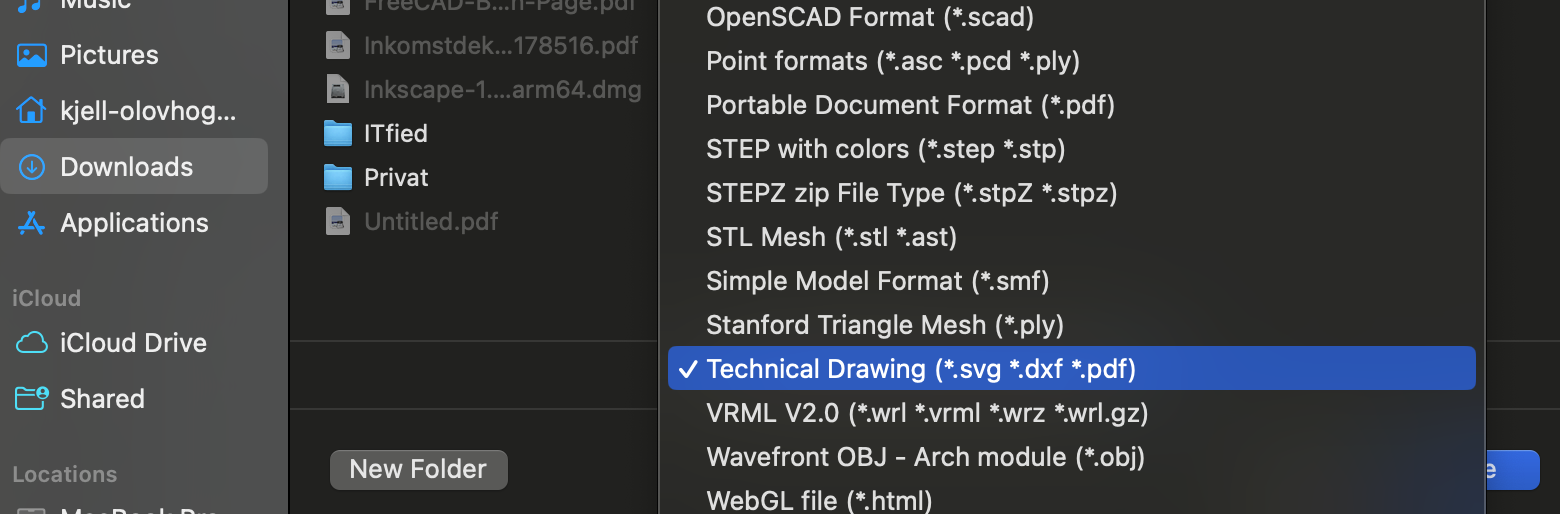 Music
Pictures
kjell-olovhog...
Downloads
Applications
iCloud
iCloud Drive
Shared
Locations
MacBook Pro
FreeCAD-B...n-Page.pdf
Inkomstdek...178516.pdf
Inkscape-1....arm64.dmg
ITfied
Privat
Untitled.pdf
New Folder
OpenSCAD Format (*.scad)
Point formats (*.asc *.pcd *.ply)
Portable Document Format (*.pdf)
STEP with colors (*.step *.stp)
STEPZ zip File Type (*.stpZ *.stpz)
STL Mesh (*.stl *.ast)
Simple Model Format (*.smf)
Stanford Triangle Mesh (*.ply)
✓ Technical Drawing (*.svg *.dxf *.pdf)
VRML V2.0 (*.wrl *.vrml *.wrz *.wrl.gz)
Wavefront OBJ - Arch module (*.obj)
WebGL file (*.html)
e